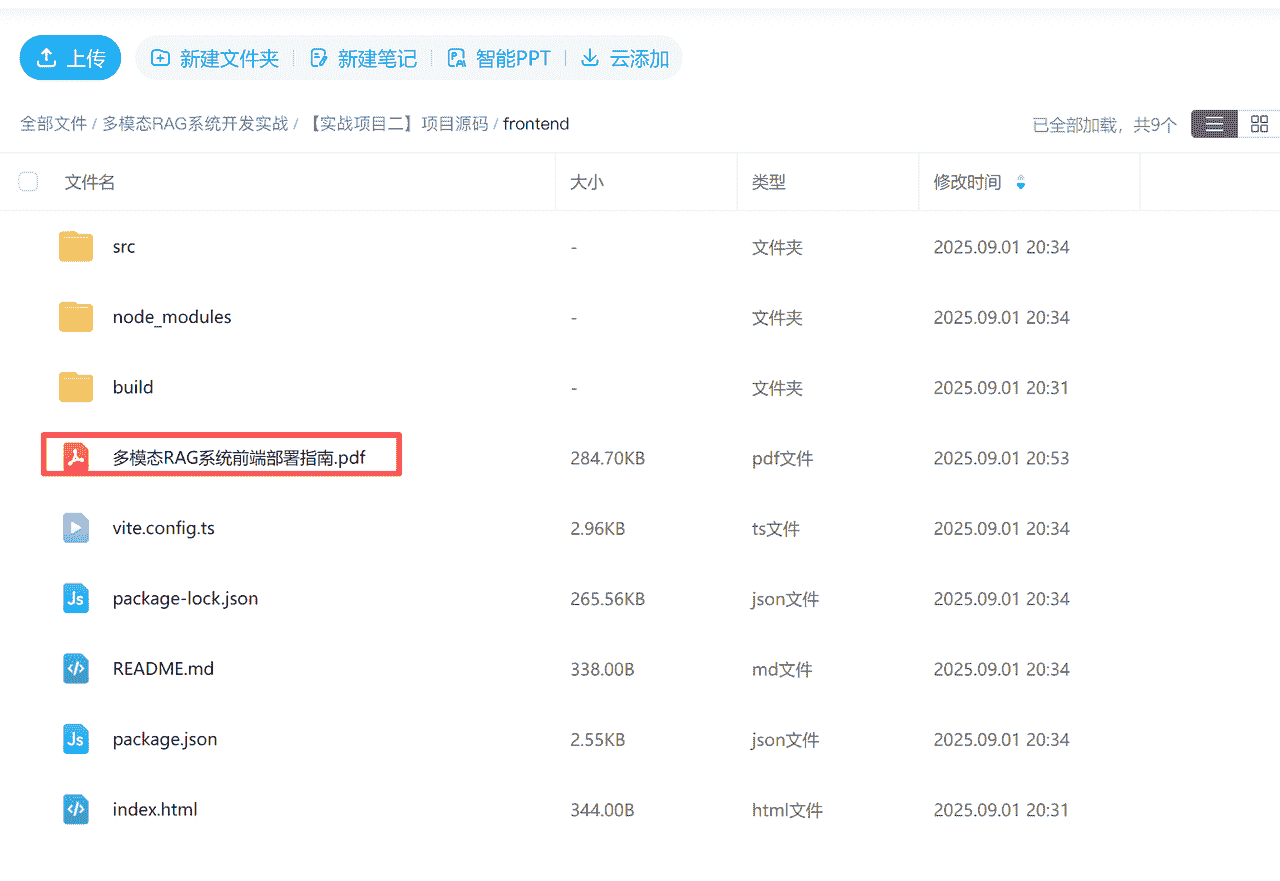 上传 新建文件夹 新建笔记 智能PPT 云添加
全部文件 / 多模态RAG系统开发实战 / 【实战项目二】项目源码 / frontend 已全部加载，共9个
文件名 大小 类型 修改时间
src - 文件夹 2025.09.01 20:34
node_modules - 文件夹 2025.09.01 20:34
build - 文件夹 2025.09.01 20:31
多模态RAG系统前端部署指南.pdf 284.70KB pdf文件 2025.09.01 20:53
vite.config.ts 2.96KB ts文件 2025.09.01 20:34
Js package-lock.json 265.56KB json文件 2025.09.01 20:34
README.md 338.00B md文件 2025.09.01 20:34
Js package.json 2.55KB json文件 2025.09.01 20:34
index.html 344.00B html文件 2025.09.01 20:31